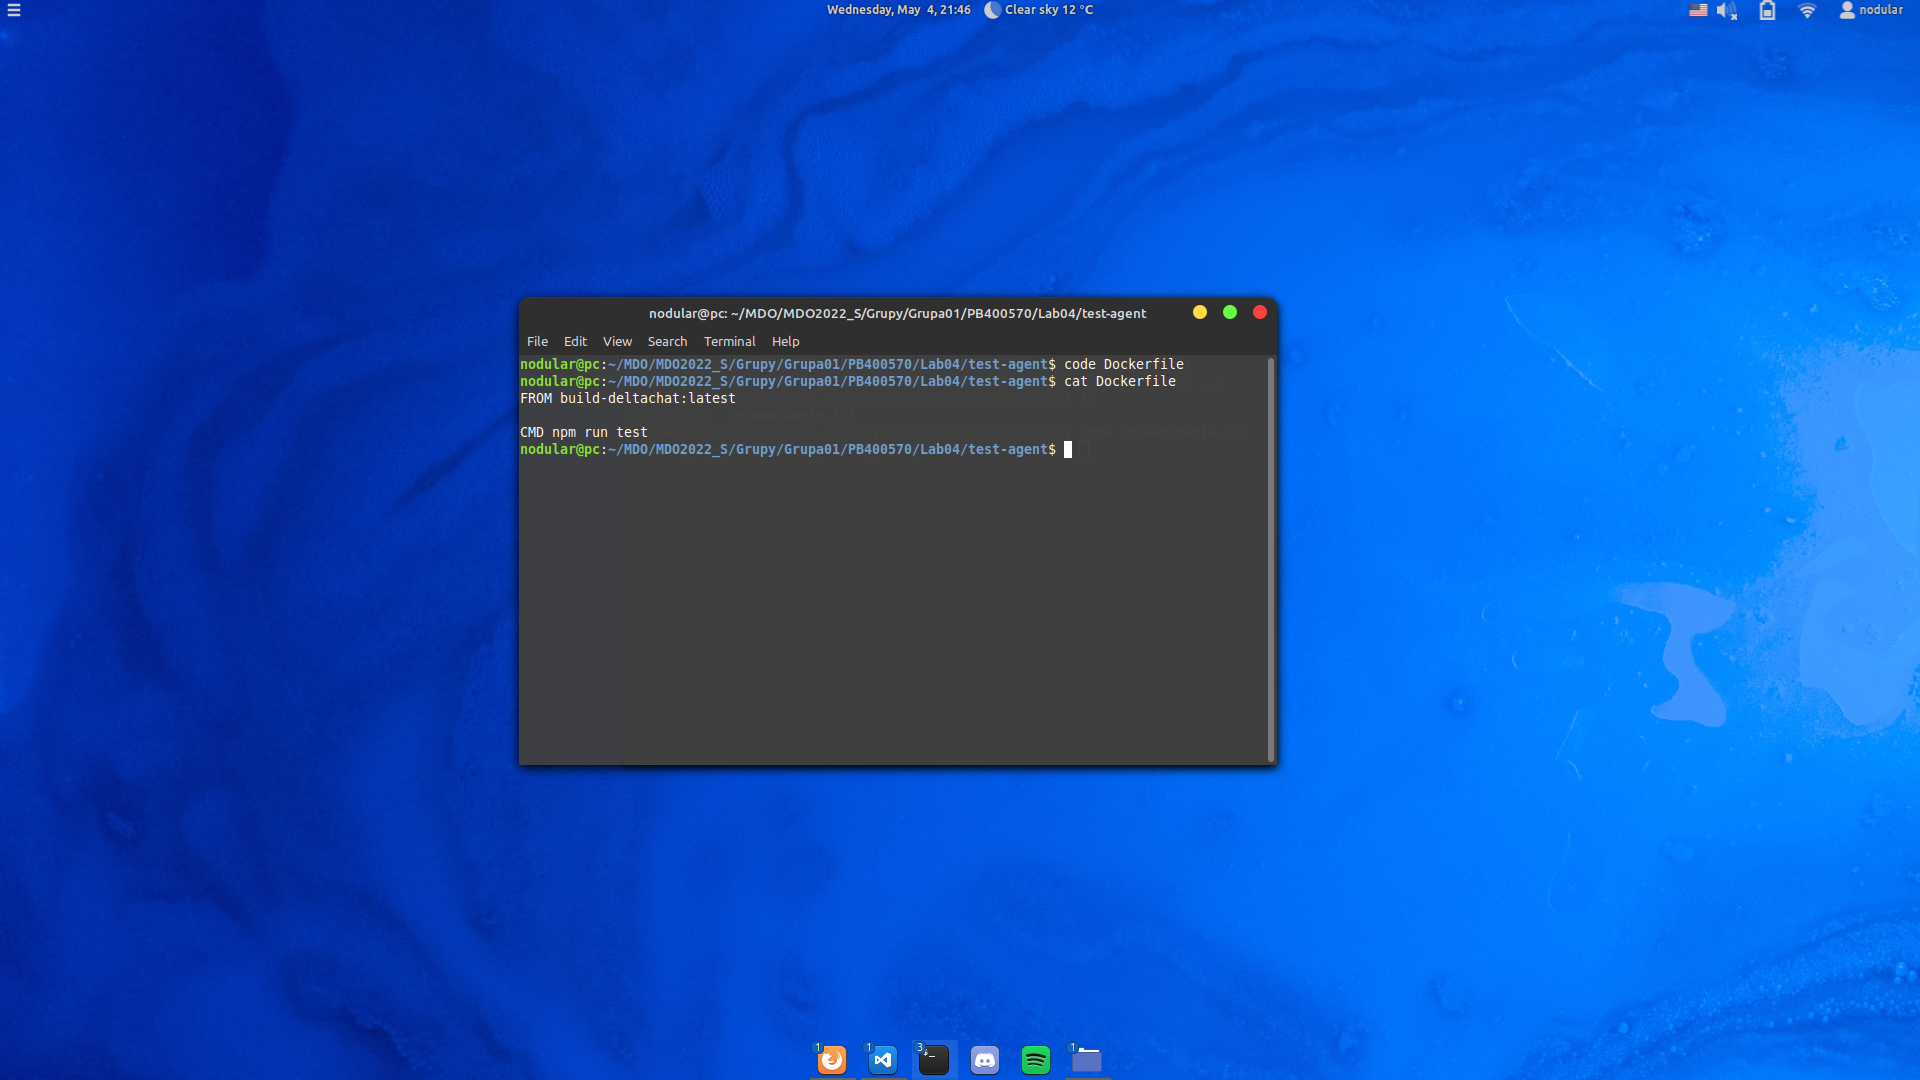 Wednesday, May 4, 21:46 Clear sky 12 °C nodular
nodular@pc: ~/MDO/MDO2022_S/Grupy/Grupa01/PB400570/Lab04/test-agent
File Edit View Search Terminal Help
nodular@pc:~/MDO/MDO2022_S/Grupy/Grupa01/PB400570/Lab04/test-agent$ code Dockerfile
nodular@pc:~/MDO/MDO2022_S/Grupy/Grupa01/PB400570/Lab04/test-agent$ cat Dockerfile
FROM build-deltachat:latest
CMD npm run test
nodular@pc:~/MDO/MDO2022_S/Grupy/Grupa01/PB400570/Lab04/test-agent$
1 1 3 1